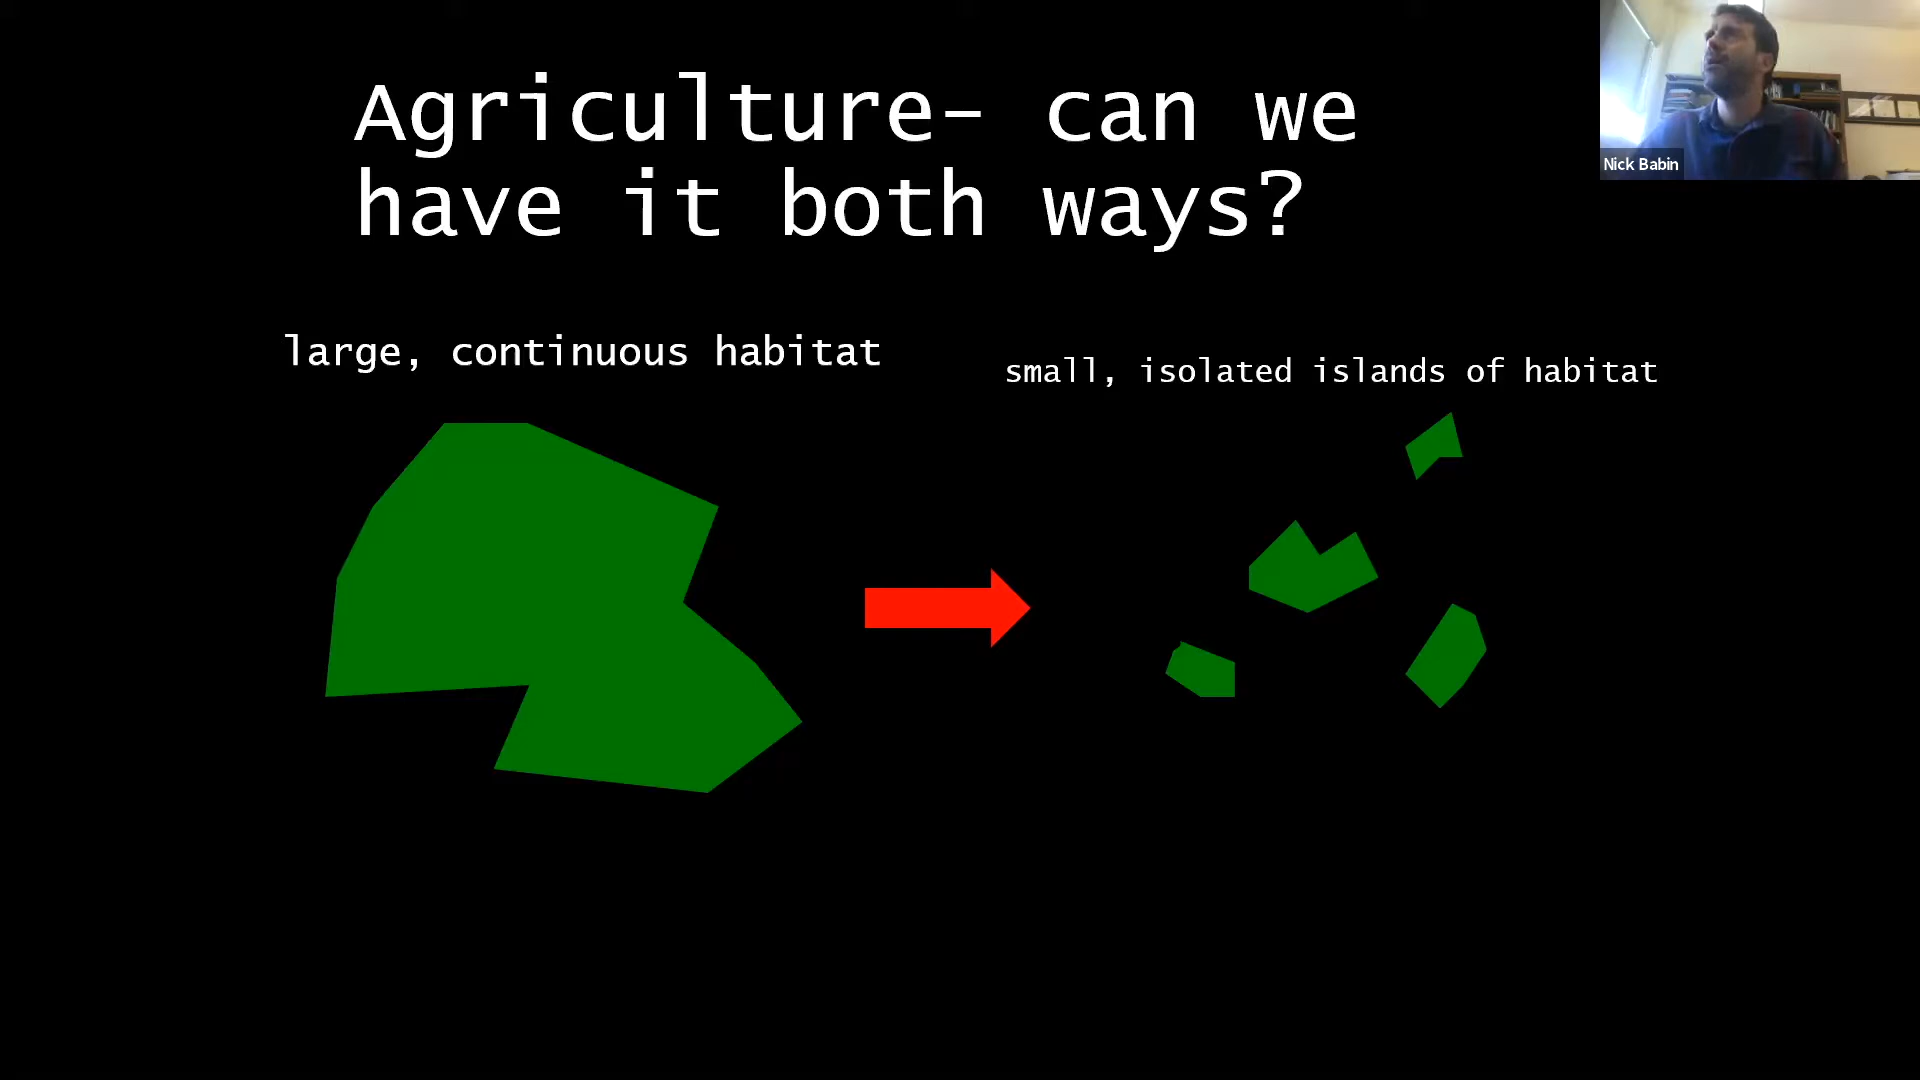 Agriculture- can we
have it both ways?
Nick Babin
large, continuous habitat
small, isolated islands of habitat